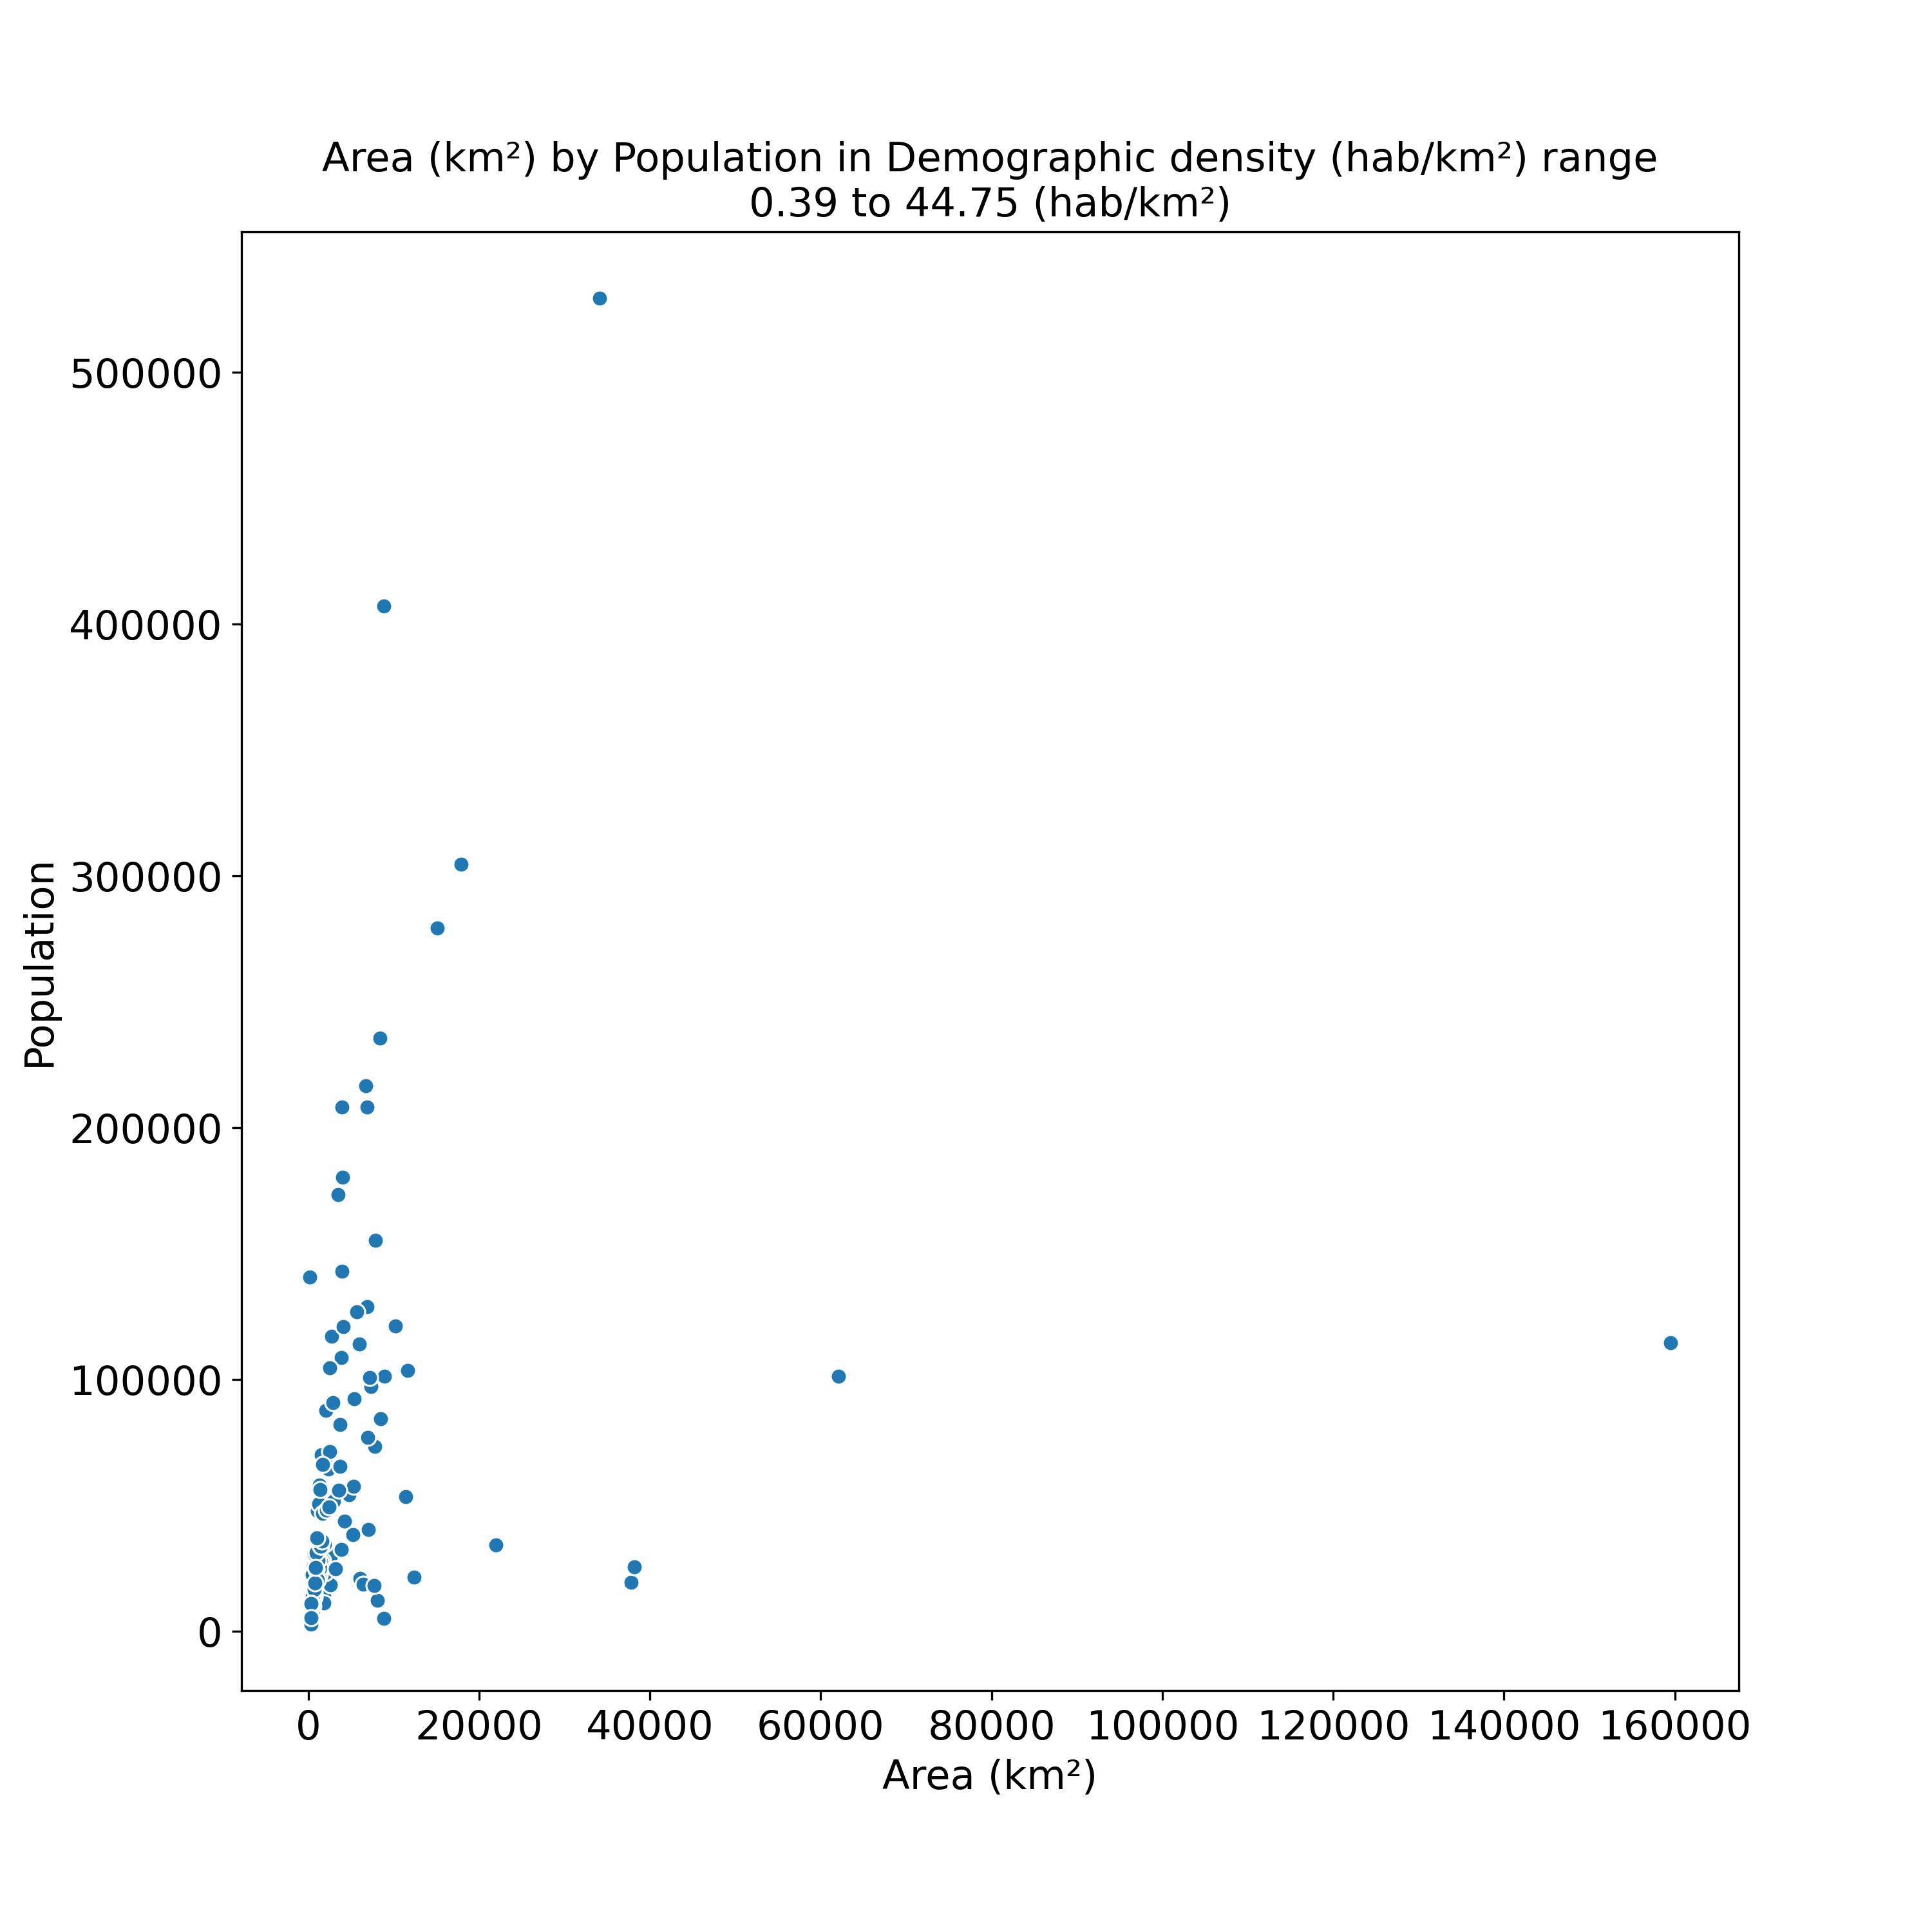 Area (km²) by Population in Demographic density (hab/km²) range
0.39 to 44.75 (hab/km²)
Population
500000
400000
300000
200000
100000
0
0 20000 40000 60000 80000 100000 120000 140000 160000
Area (km²)